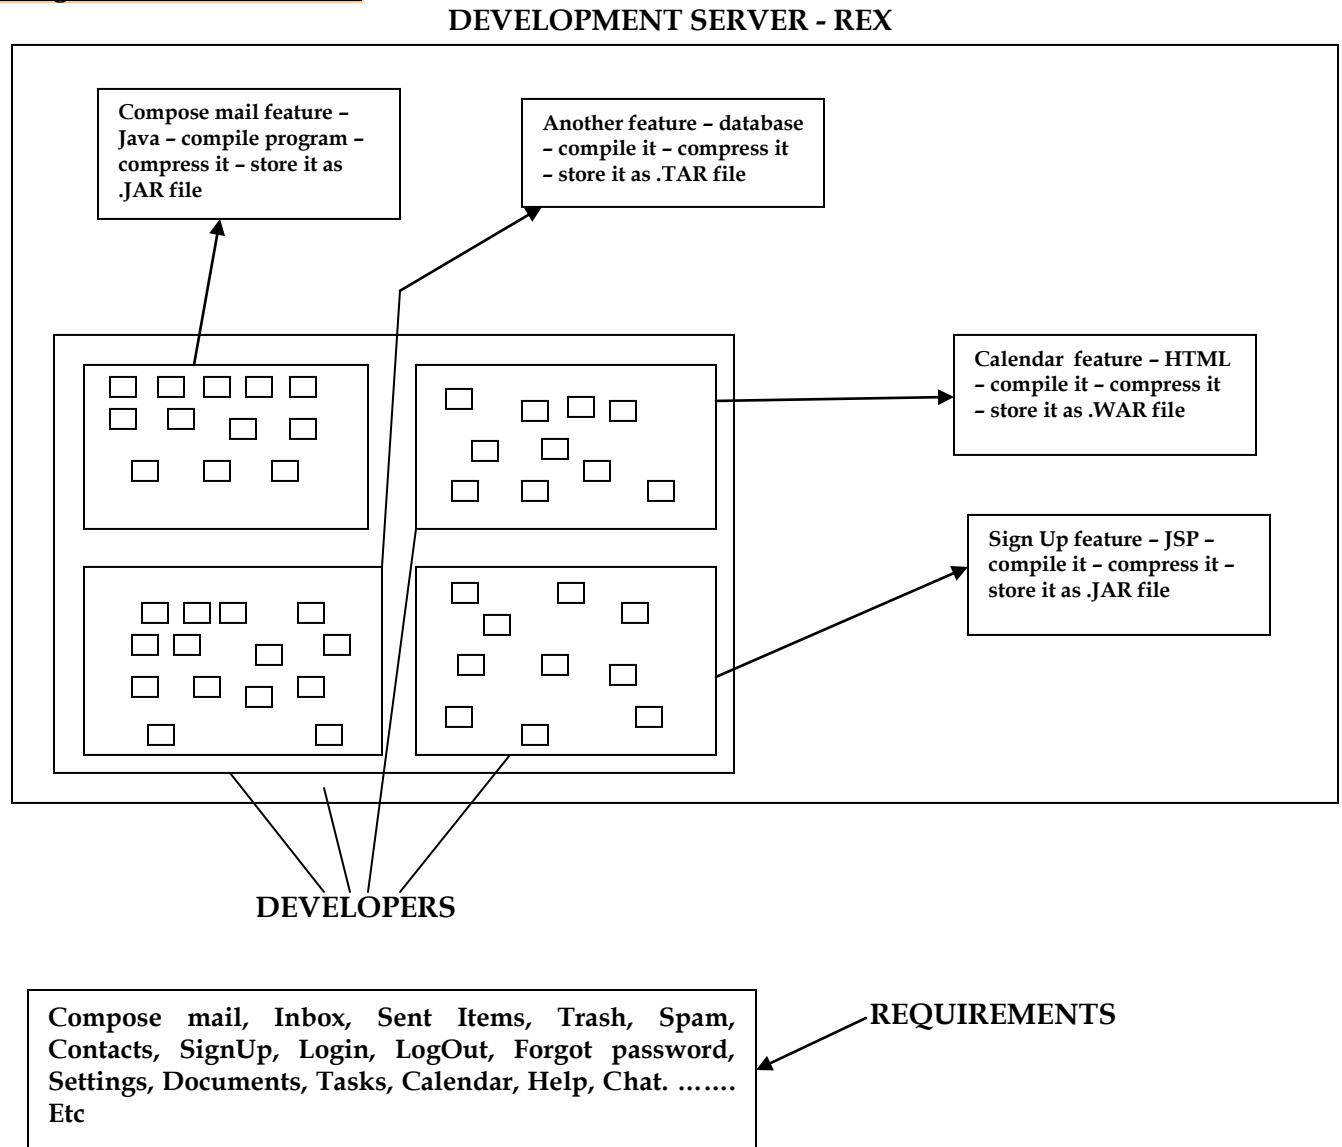 DEVELOPMENT SERVER - REX
Compose mail feature –
Java – compile program –
compress it – store it as
.JAR file
Another feature – database
– compile it – compress it
– store it as .TAR file
Calendar feature – HTML
– compile it – compress it
– store it as .WAR file
Sign Up feature – JSP –
compile it – compress it –
store it as .JAR file
DEVELOPERS
Compose mail, Inbox, Sent Items, Trash, Spam,
Contacts, SignUp, Login, LogOut, Forgot password,
Settings, Documents, Tasks, Calendar, Help, Chat. …….
Etc
REQUIREMENTS